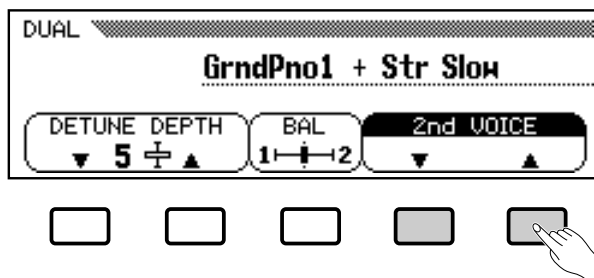 DUAL
GrndPno1 + Str Slow
DETUNE DEPTH BAL 2nd VOICE
▼ 5 ▲ 1 2 ▼ ▲